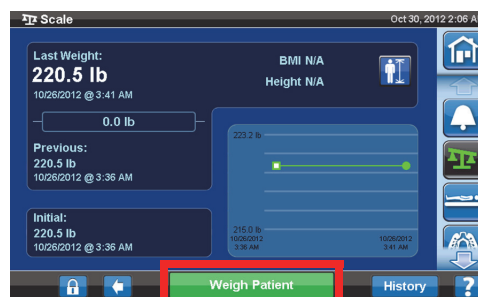 Scale
Oct 30, 2012 2:06 A
Last Weight:
220.5 lb
10/26/2012 @ 3:41 AM
BMI N/A
Height N/A
0.0 lb
Previous:
220.5 lb
10/26/2012 @ 3:36 AM
Initial:
220.5 lb
10/26/2012 @ 3:36 AM
223.2 lb
215.0 lb
10/26/2012
3:36 AM
10/26/2012
3:41 AM
Weigh Patient
History
?